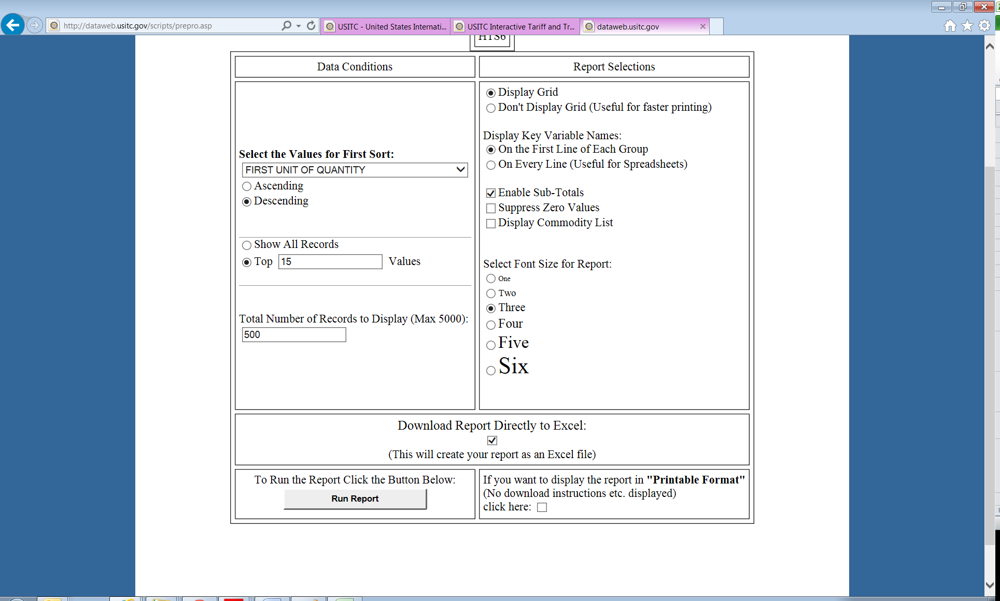 http://dataweb.usitc.gov/scripts/prepro.asp
USITC - United States Internati...
USITC Interactive Tariff and Tr...
dataweb.usitc.gov
HTS6
Data Conditions
Report Selections
Select the Values for First Sort:
FIRST UNIT OF QUANTITY
Ascending
Descending
Show All Records
Top 15 Values
Total Number of Records to Display (Max 5000):
500
Display Grid
Don't Display Grid (Useful for faster printing)
Display Key Variable Names:
On the First Line of Each Group
On Every Line (Useful for Spreadsheets)
Enable Sub-Totals
Suppress Zero Values
Display Commodity List
Select Font Size for Report:
One
Two
Three
Four
Five
Six
Download Report Directly to Excel:
(This will create your report as an Excel file)
To Run the Report Click the Button Below:
Run Report
If you want to display the report in "Printable Format"
(No download instructions etc. displayed)
click here: